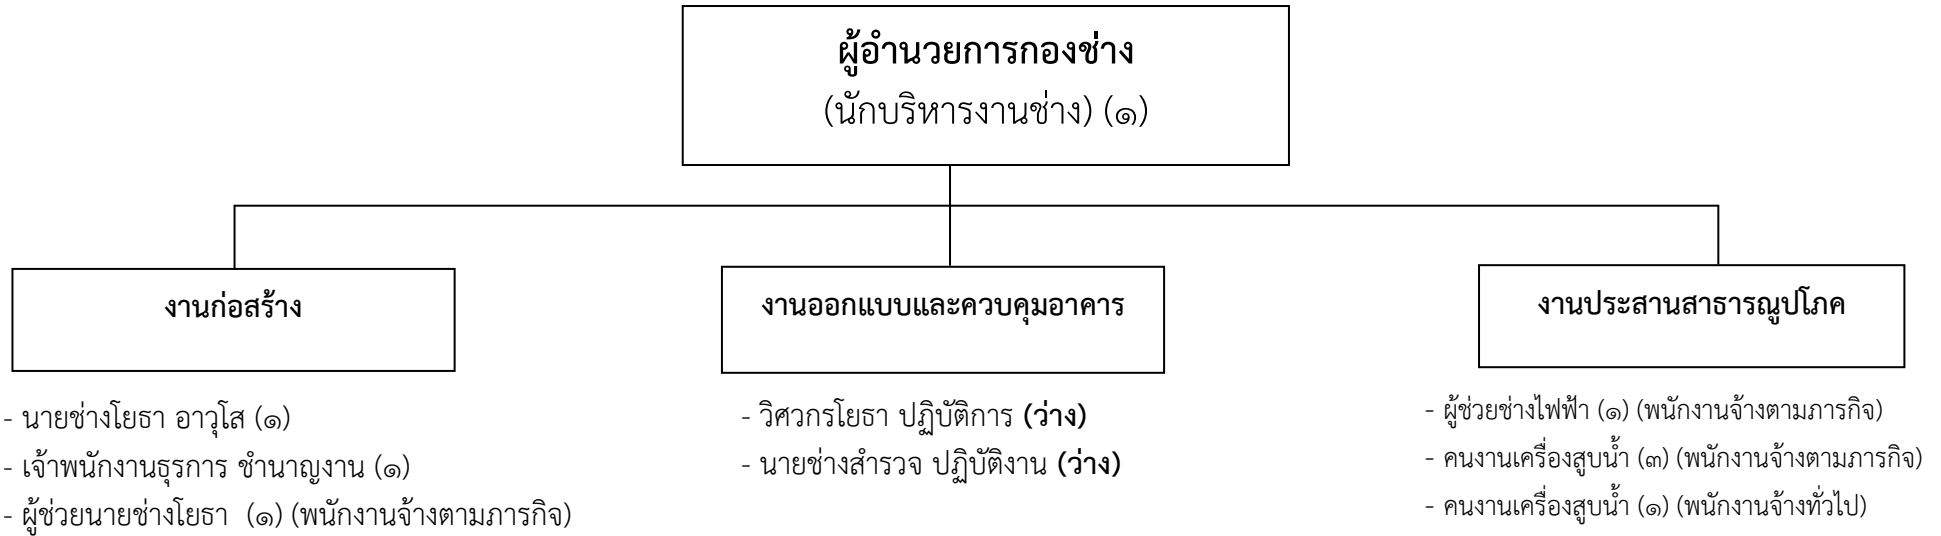 ผู้อำนวยการกองช่าง
(นักบริหารงานช่าง) (๑)
งานก่อสร้าง
- นายช่างโยธา อาวุโส (๑)
- เจ้าพนักงานธุรการ ชำนาญงาน (๑)
- ผู้ช่วยนายช่างโยธา (๑) (พนักงานจ้างตามภารกิจ)
งานออกแบบและควบคุมอาคาร
- วิศวกรโยธา ปฏิบัติการ (ว่าง)
- นายช่างสำรวจ ปฏิบัติงาน (ว่าง)
งานประสานสาธารณูปโภค
- ผู้ช่วยช่างไฟฟ้า (๑) (พนักงานจ้างตามภารกิจ)
- คนงานเครื่องสูบน้ำ (๓) (พนักงานจ้างตามภารกิจ)
- คนงานเครื่องสูบน้ำ (๑) (พนักงานจ้างทั่วไป)